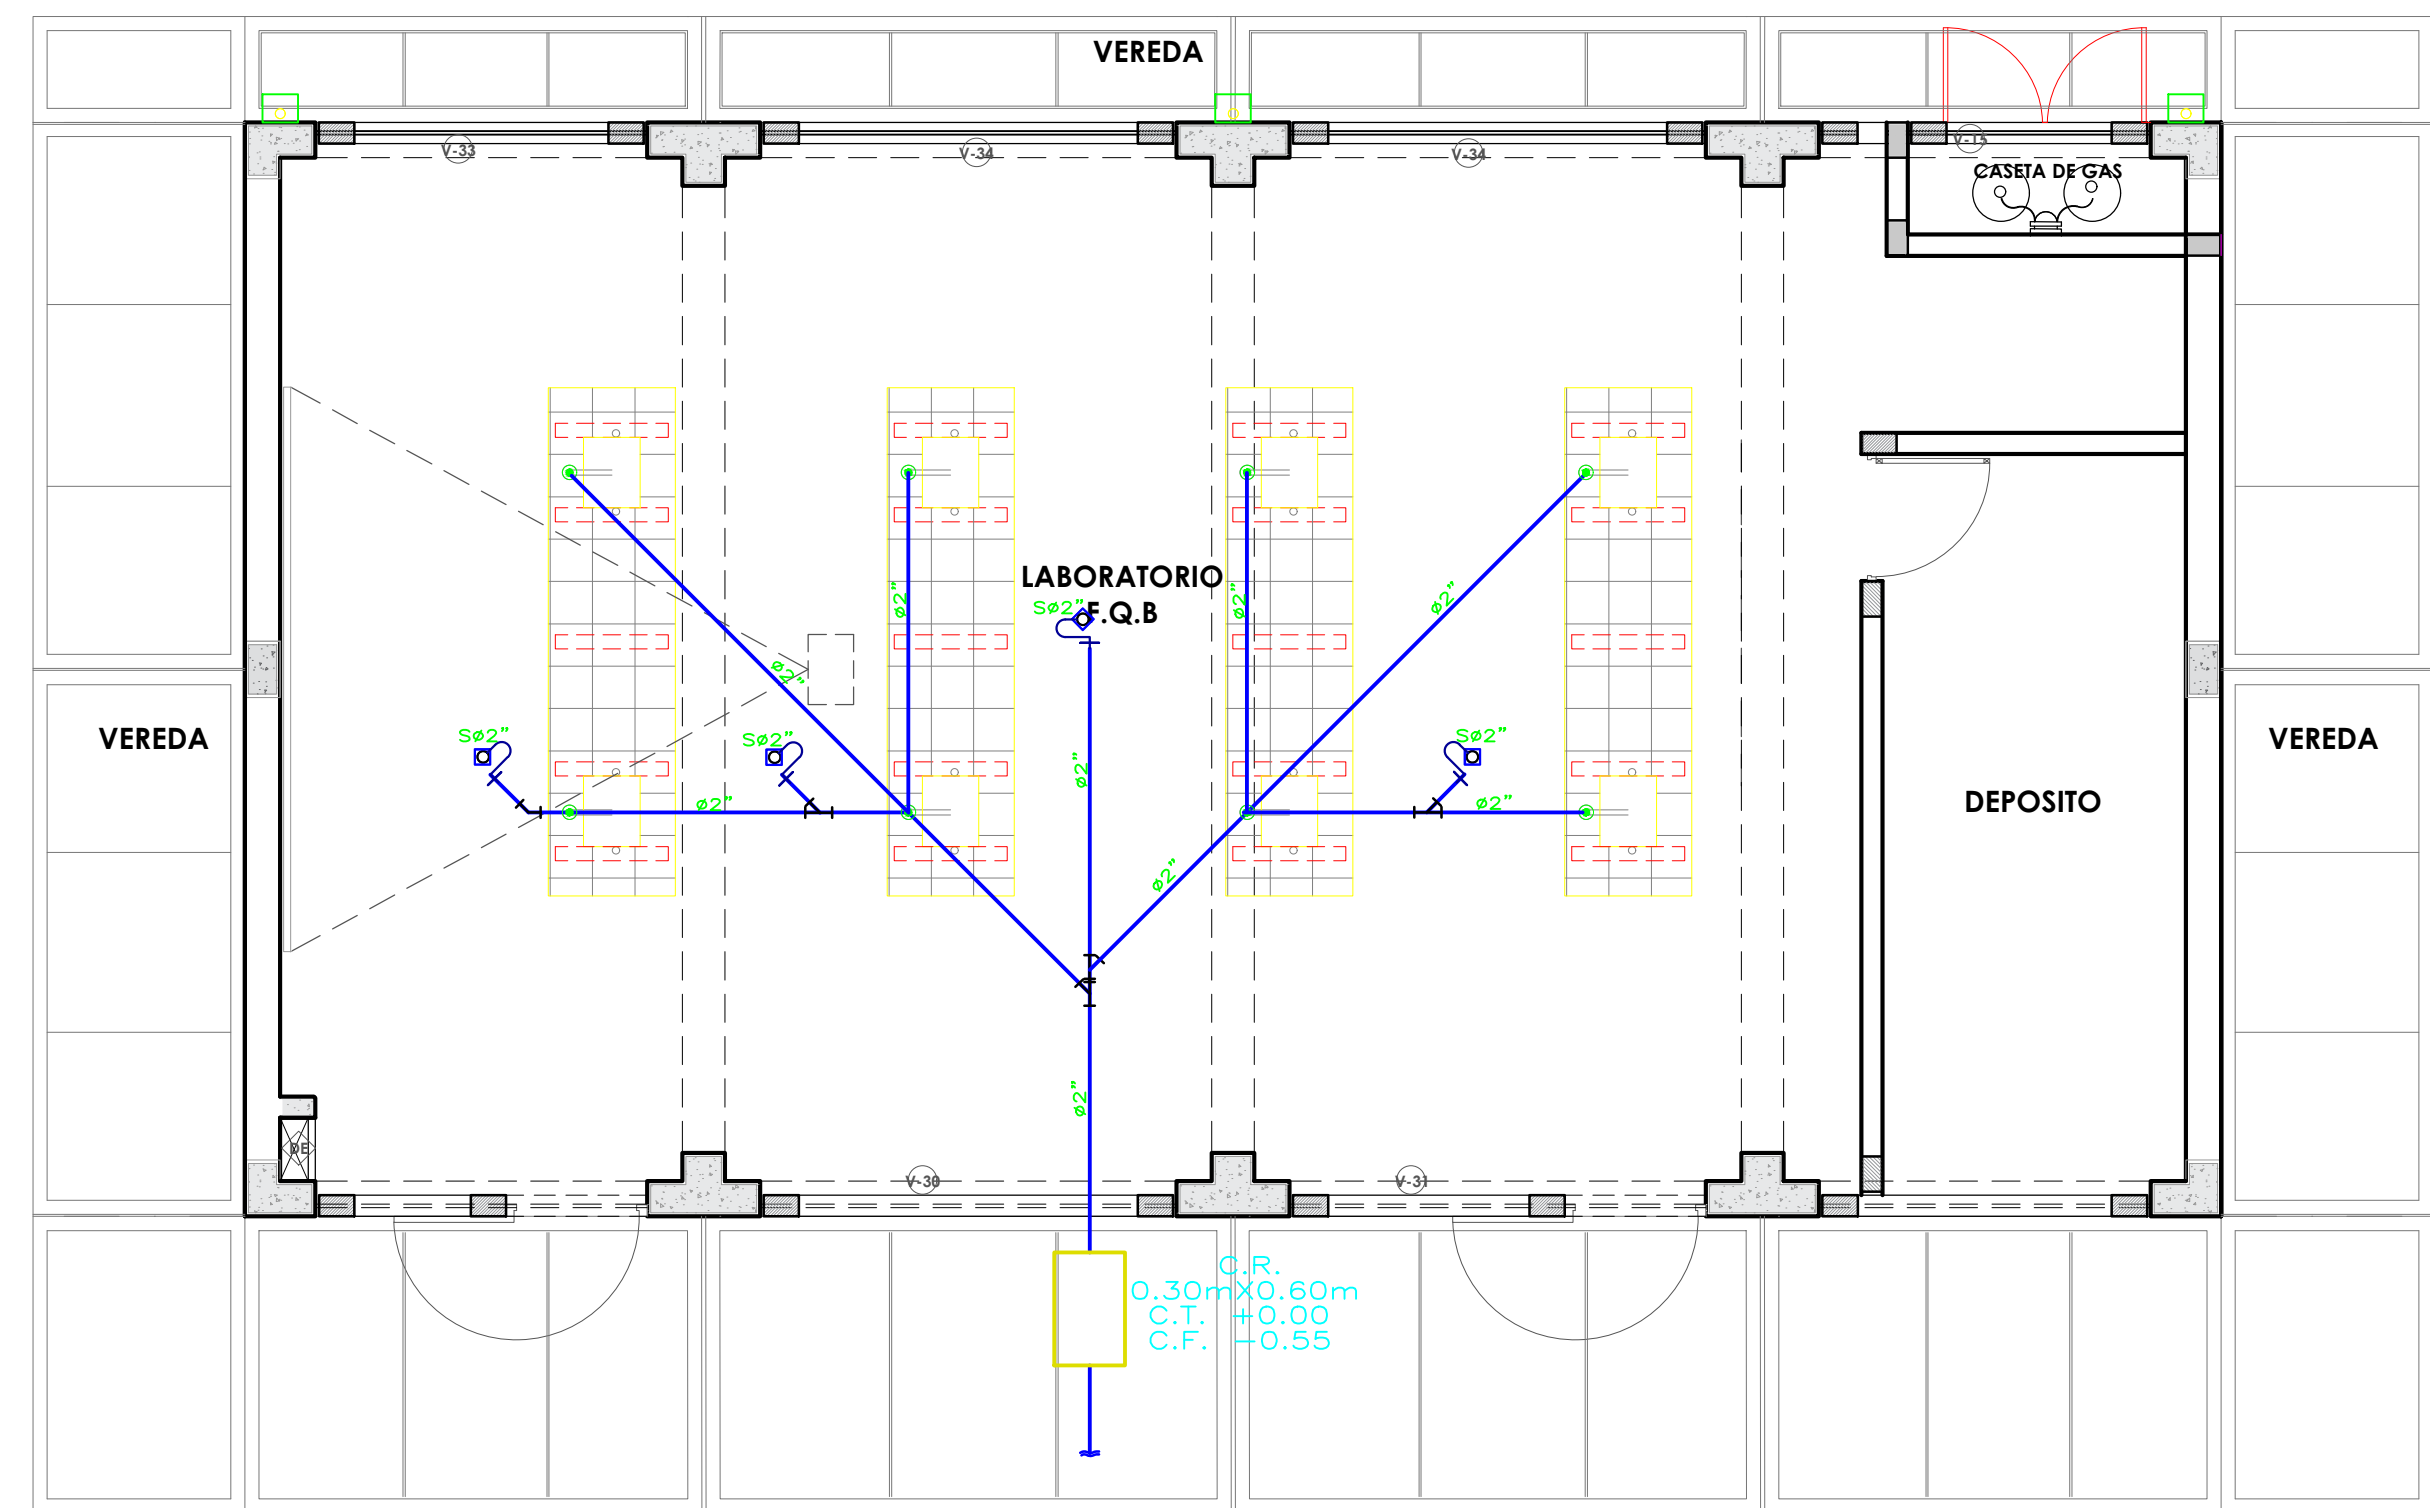 VEREDA
V-33
V-34
V-34
V-15
CASETA DE GAS
LABORATORIO
F.Q.B
Sø2"
ø2"
ø2"
ø2"
ø2"
ø2"
VEREDA
Sø2"
Sø2"
Sø2"
VEREDA
ø2"
ø2"
DEPOSITO
ø2"
ø2"
DE
V-30
V-31
C.R.
0.30mX0.60m
C.T. +0.00
C.F. -0.55